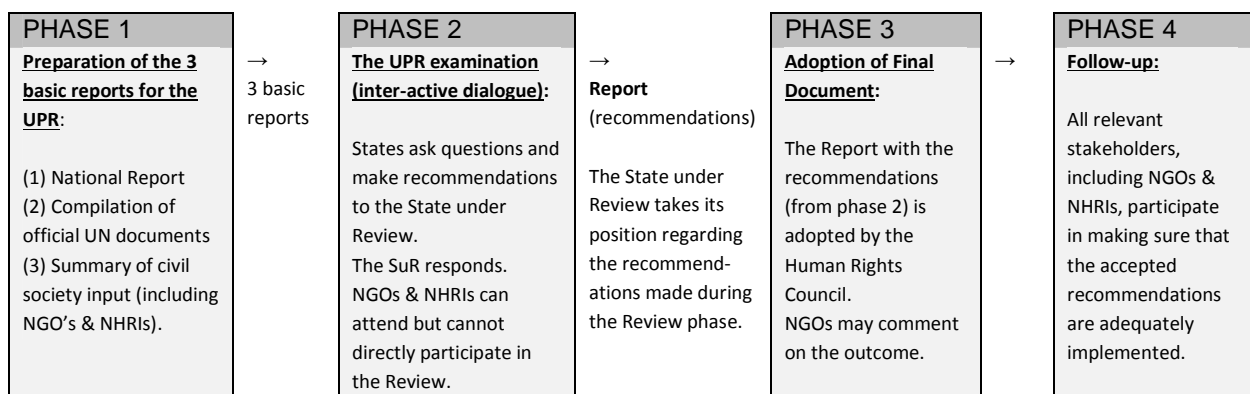 PHASE 1
Preparation of the 3
basic reports for the
UPR:
(1) National Report
(2) Compilation of
official UN documents
(3) Summary of civil
society input (including
NGO's & NHRIs).
→
3 basic
reports
PHASE 2
The UPR examination
(inter-active dialogue):
States ask questions and
make recommendations
to the State under
Review.
The SuR responds.
NGOs & NHRIs can
attend but cannot
directly participate in
the Review.
→
Report
(recommendations)
The State under
Review takes its
position regarding
the recommend-
ations made during
the Review phase.
PHASE 3
Adoption of Final
Document:
The Report with the
recommendations
(from phase 2) is
adopted by the
Human Rights
Council.
NGOs may comment
on the outcome.
→
PHASE 4
Follow-up:
All relevant
stakeholders,
including NGOs &
NHRIs, participate
in making sure that
the accepted
recommendations
are adequately
implemented.